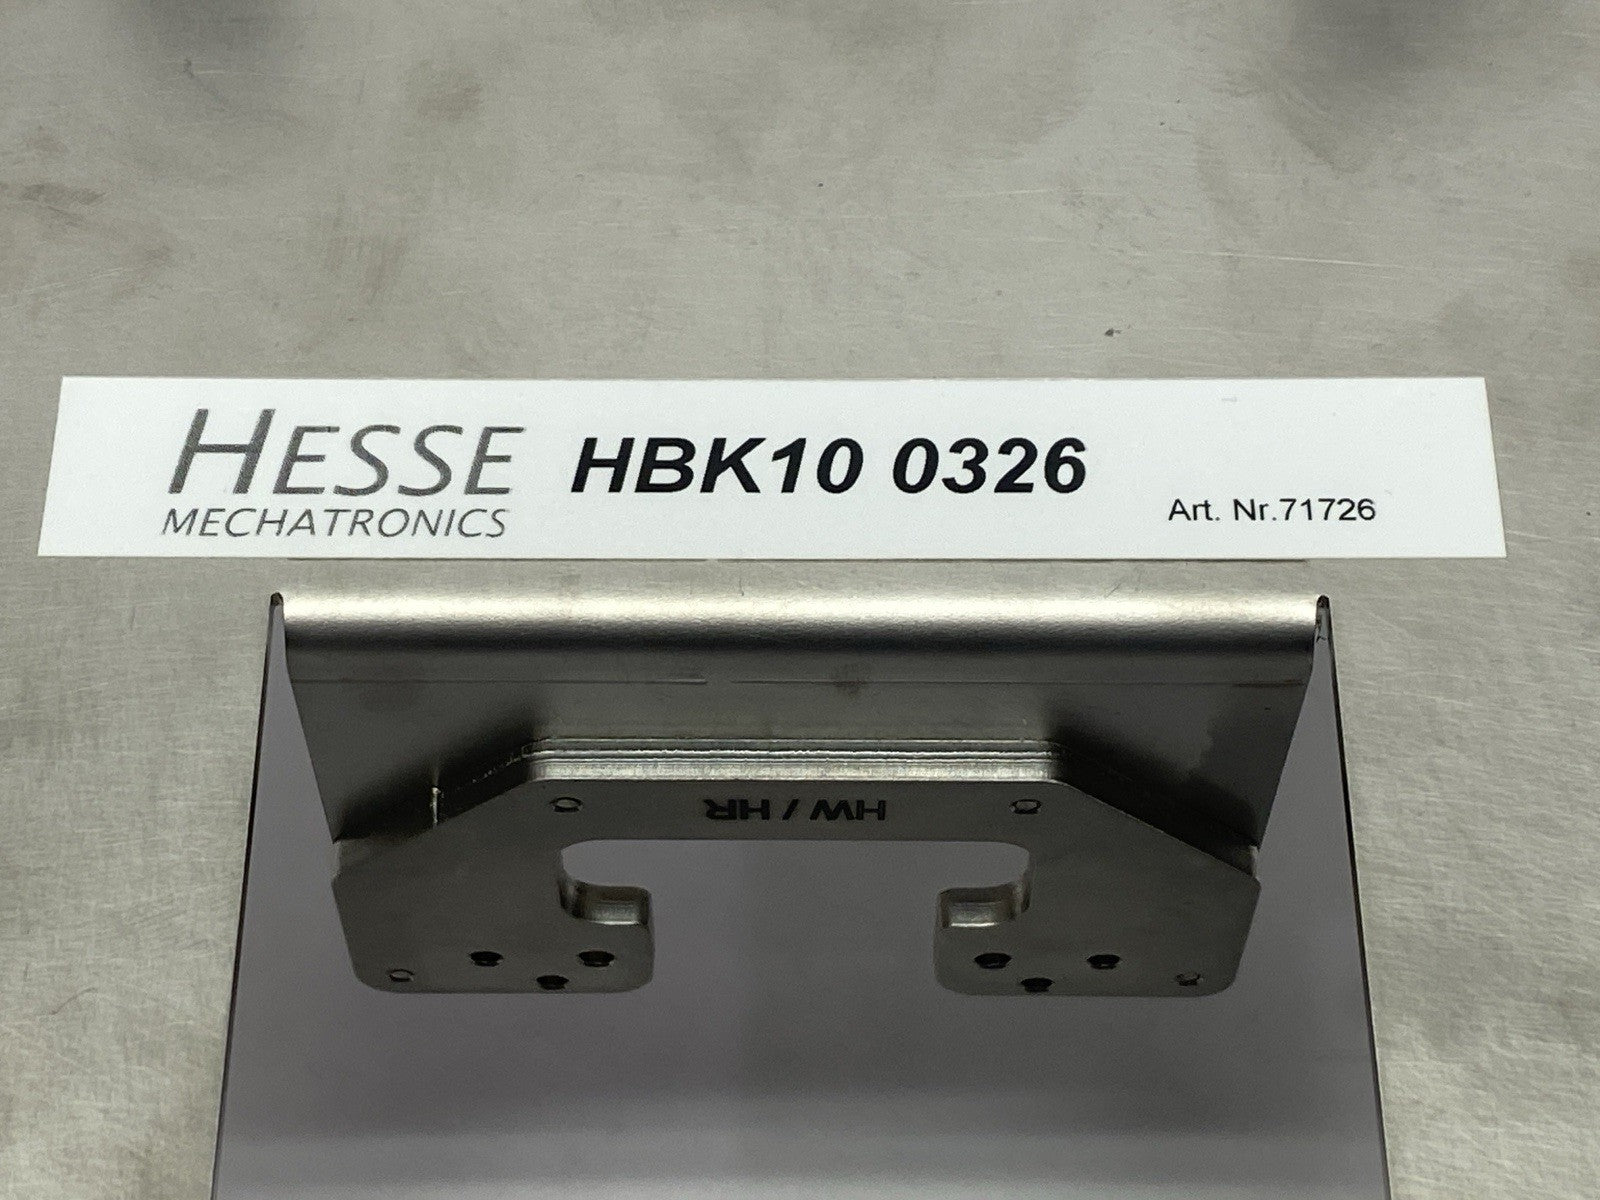 HESSE HBK10 0326
MECHATRONICS
Art. Nr.71726
HW / HR